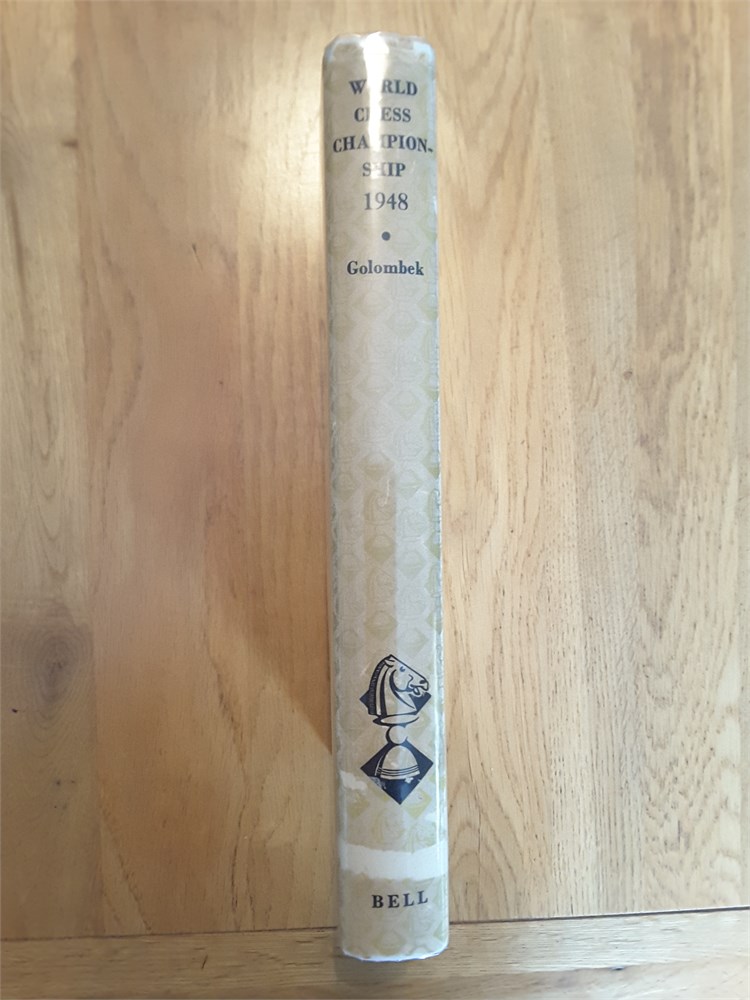 WORLD
CHESS
CHAMPION-
SHIP
1948
Golombek
BELL